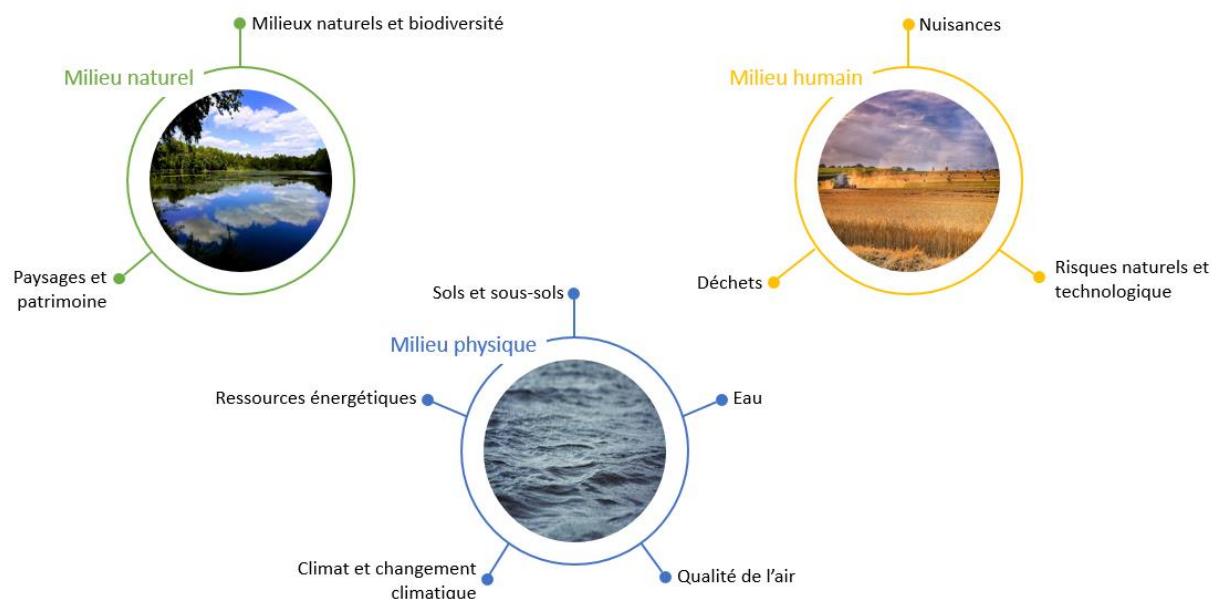 Milieux naturels et biodiversité
Milieu naturel
Paysages et
patrimoine
Nuisances
Milieu humain
Déchets
Risques naturels et
technologique
Sols et sous-sols
Milieu physique
Ressources énergétiques
Eau
Climat et changement
climatique
Qualité de l’air